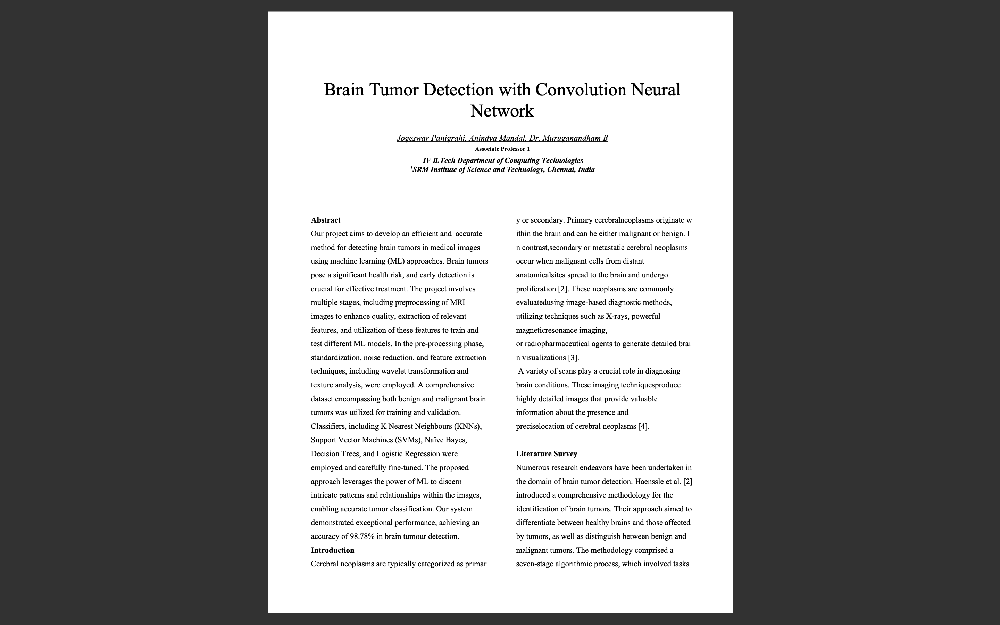 Brain Tumor Detection with Convolution Neural
Network
Jogeswar Panigrahi, Anindya Mandal, Dr. Muruganandham B
Associate Professor 1
IV B.Tech Department of Computing Technologies
1SRM Institute of Science and Technology, Chennai, India
Abstract
Our project aims to develop an efficient and  accurate
method for detecting brain tumors in medical images
using machine learning (ML) approaches. Brain tumors
pose a significant health risk, and early detection is
crucial for effective treatment. The project involves
multiple stages, including preprocessing of MRI
images to enhance quality, extraction of relevant
features, and utilization of these features to train and
test different ML models. In the pre-processing phase,
standardization, noise reduction, and feature extraction
techniques, including wavelet transformation and
texture analysis, were employed. A comprehensive
dataset encompassing both benign and malignant brain
tumors was utilized for training and validation.
Classifiers, including K Nearest Neighbours (KNNs),
Support Vector Machines (SVMs), Naïve Bayes,
Decision Trees, and Logistic Regression were
employed and carefully fine-tuned. The proposed
approach leverages the power of ML to discern
intricate patterns and relationships within the images,
enabling accurate tumor classification. Our system
demonstrated exceptional performance, achieving an
accuracy of 98.78% in brain tumour detection.
Introduction
Cerebral neoplasms are typically categorized as primar
y or secondary. Primary cerebralneoplasms originate w
ithin the brain and can be either malignant or benign. I
n contrast,secondary or metastatic cerebral neoplasms
occur when malignant cells from distant
anatomicalsites spread to the brain and undergo
proliferation [2]. These neoplasms are commonly
evaluatedusing image-based diagnostic methods,
utilizing techniques such as X-rays, powerful
magneticresonance imaging,
or radiopharmaceutical agents to generate detailed brai
n visualizations [3].
A variety of scans play a crucial role in diagnosing
brain conditions. These imaging techniquesproduce
highly detailed images that provide valuable
information about the presence and
preciselocation of cerebral neoplasms [4].
Literature Survey
Numerous research endeavors have been undertaken in
the domain of brain tumor detection. Haenssle et al. [2]
introduced a comprehensive methodology for the
identification of brain tumors. Their approach aimed to
differentiate between healthy brains and those affected
by tumors, as well as distinguish between benign and
malignant tumors. The methodology comprised a
seven-stage algorithmic process, which involved tasks